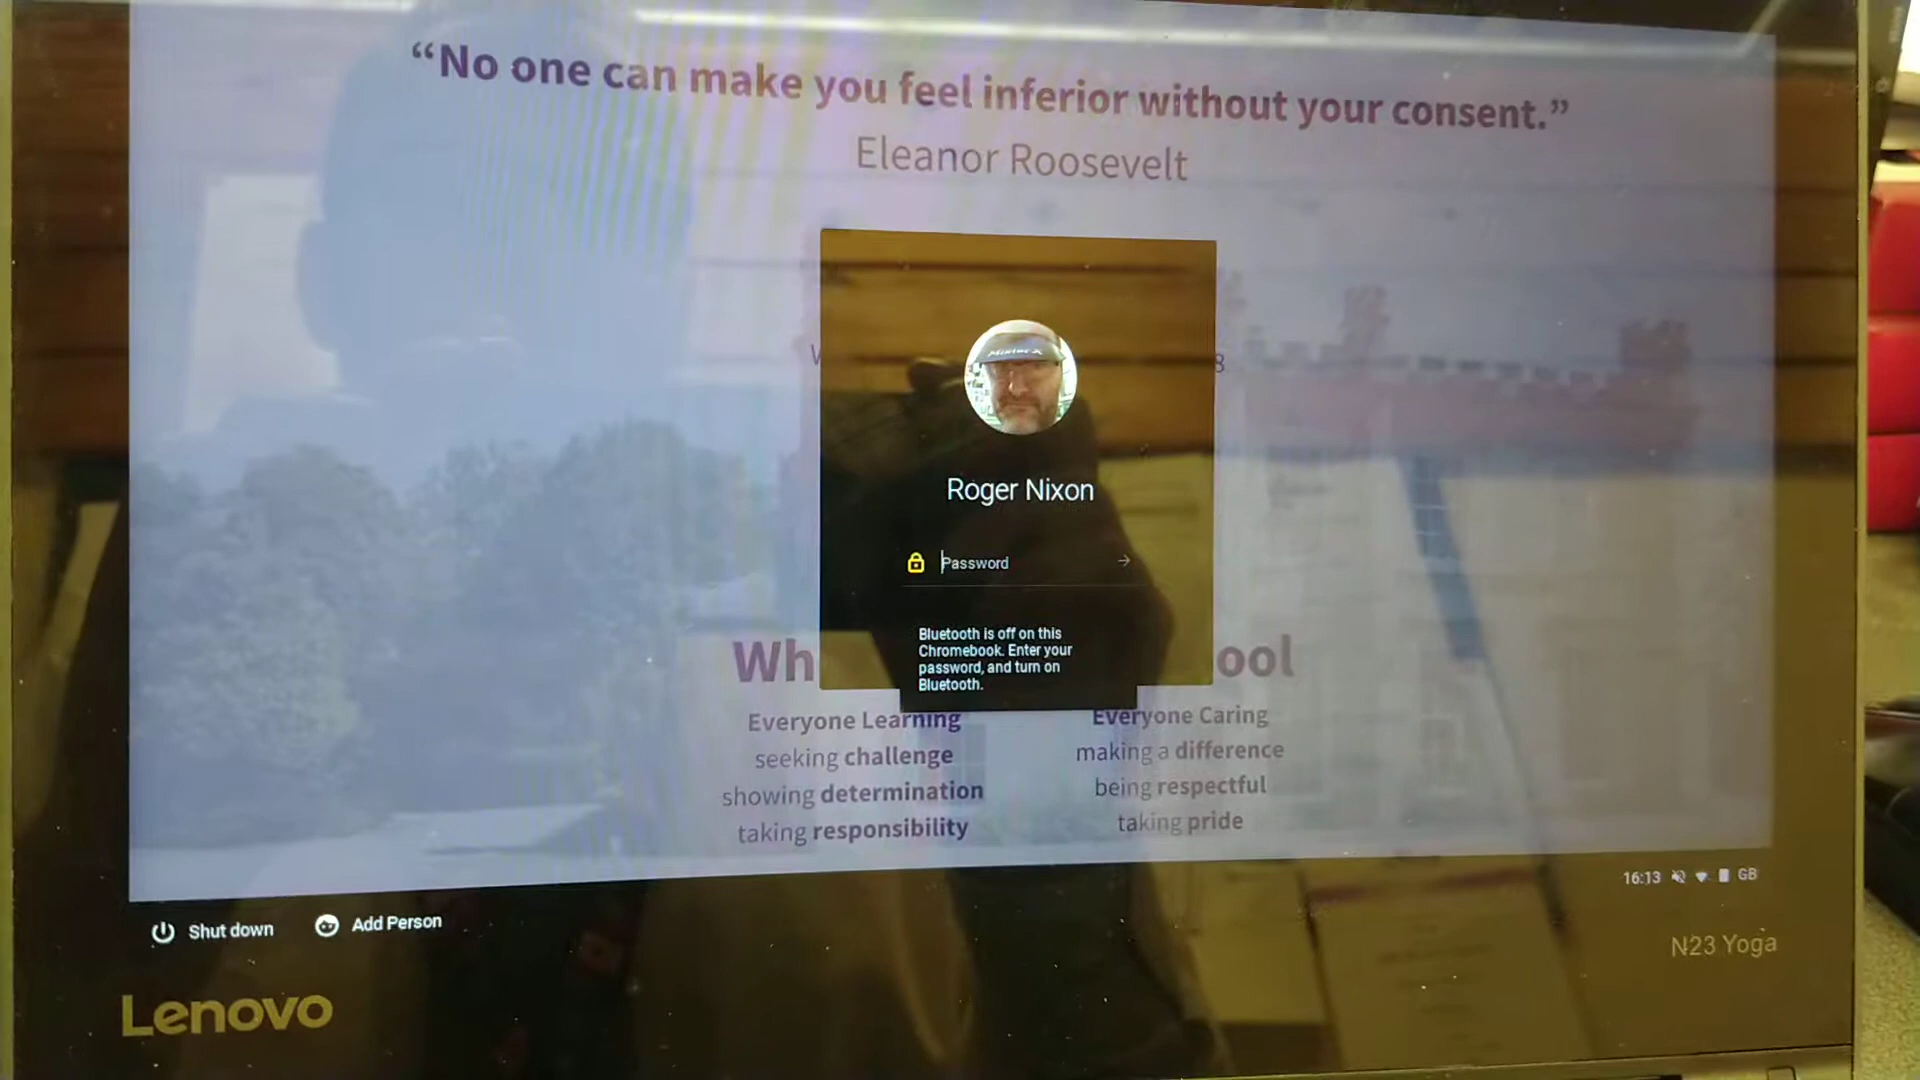 “No one can make you feel inferior without your consent.”
Eleanor Roosevelt
Roger Nixon
Password
Bluetooth is off on this
Chromebook. Enter your
password, and turn on
Bluetooth.
Everyone Learning
seeking challenge
showing determination
taking responsibility
Everyone Caring
making a difference
being respectful
taking pride
16:13
GB
Shut down
Add Person
N23 Yoga
Lenovo